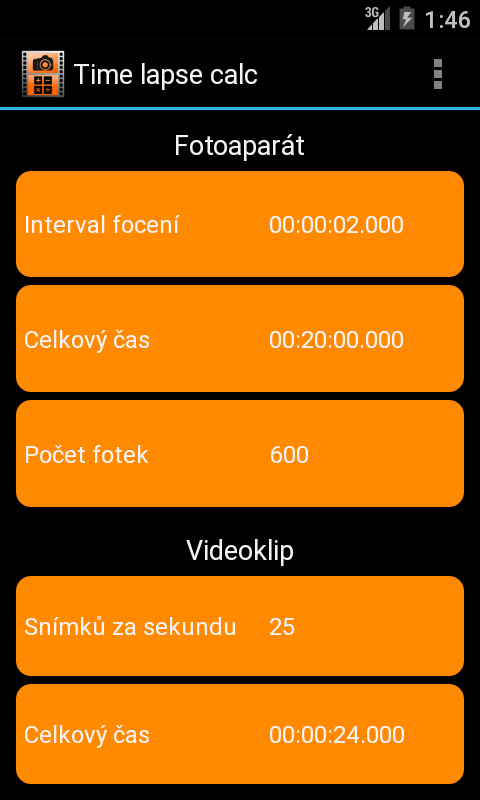 3G 1:46
Time lapse calc
Fotoaparát
Interval focení 00:00:02.000
Celkový čas 00:20:00.000
Počet fotek 600
Videoklip
Snímků za sekundu 25
Celkový čas 00:00:24.000